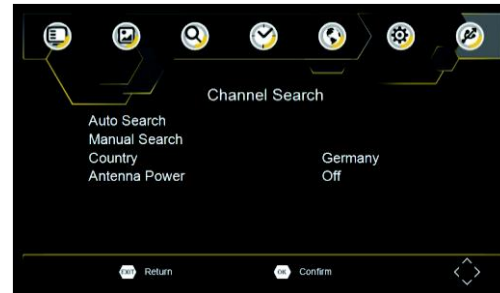 Channel Search
Auto Search
Manual Search
Country Germany
Antenna Power Off
EXIT Return OK Confirm